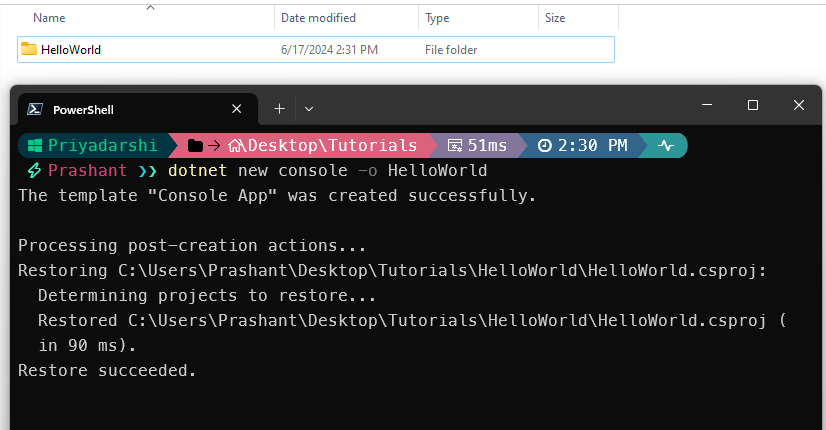 Name Date modified Type Size
HelloWorld 6/17/2024 2:31 PM File folder
PowerShell
Priyadarshi \Desktop\Tutorials 51ms 2:30 PM
Prashant ❯❯ dotnet new console -o HelloWorld
The template "Console App" was created successfully.
Processing post-creation actions...
Restoring C:\Users\Prashant\Desktop\Tutorials\HelloWorld\HelloWorld.csproj:
Determining projects to restore...
Restored C:\Users\Prashant\Desktop\Tutorials\HelloWorld\HelloWorld.csproj (
in 90 ms).
Restore succeeded.